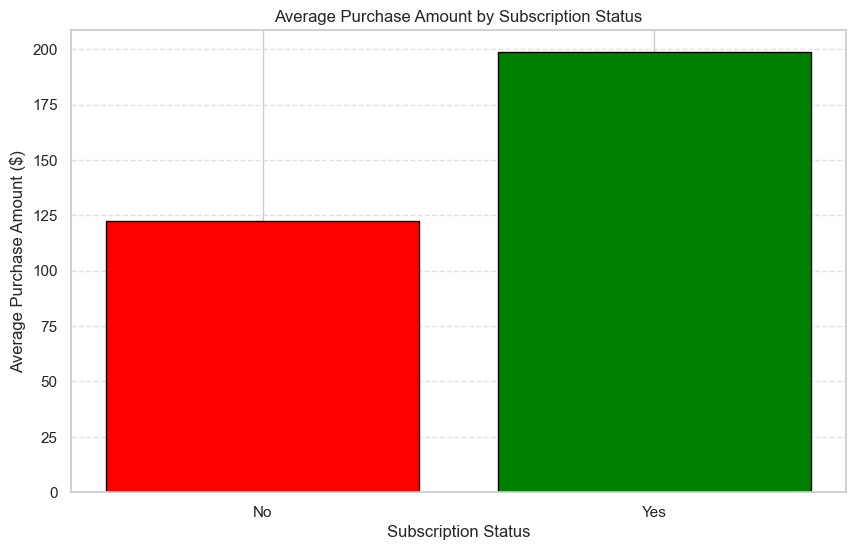 Average Purchase Amount by Subscription Status
Average Purchase Amount ($)
200
175
150
125
100
75
50
25
0
No
Yes
Subscription Status